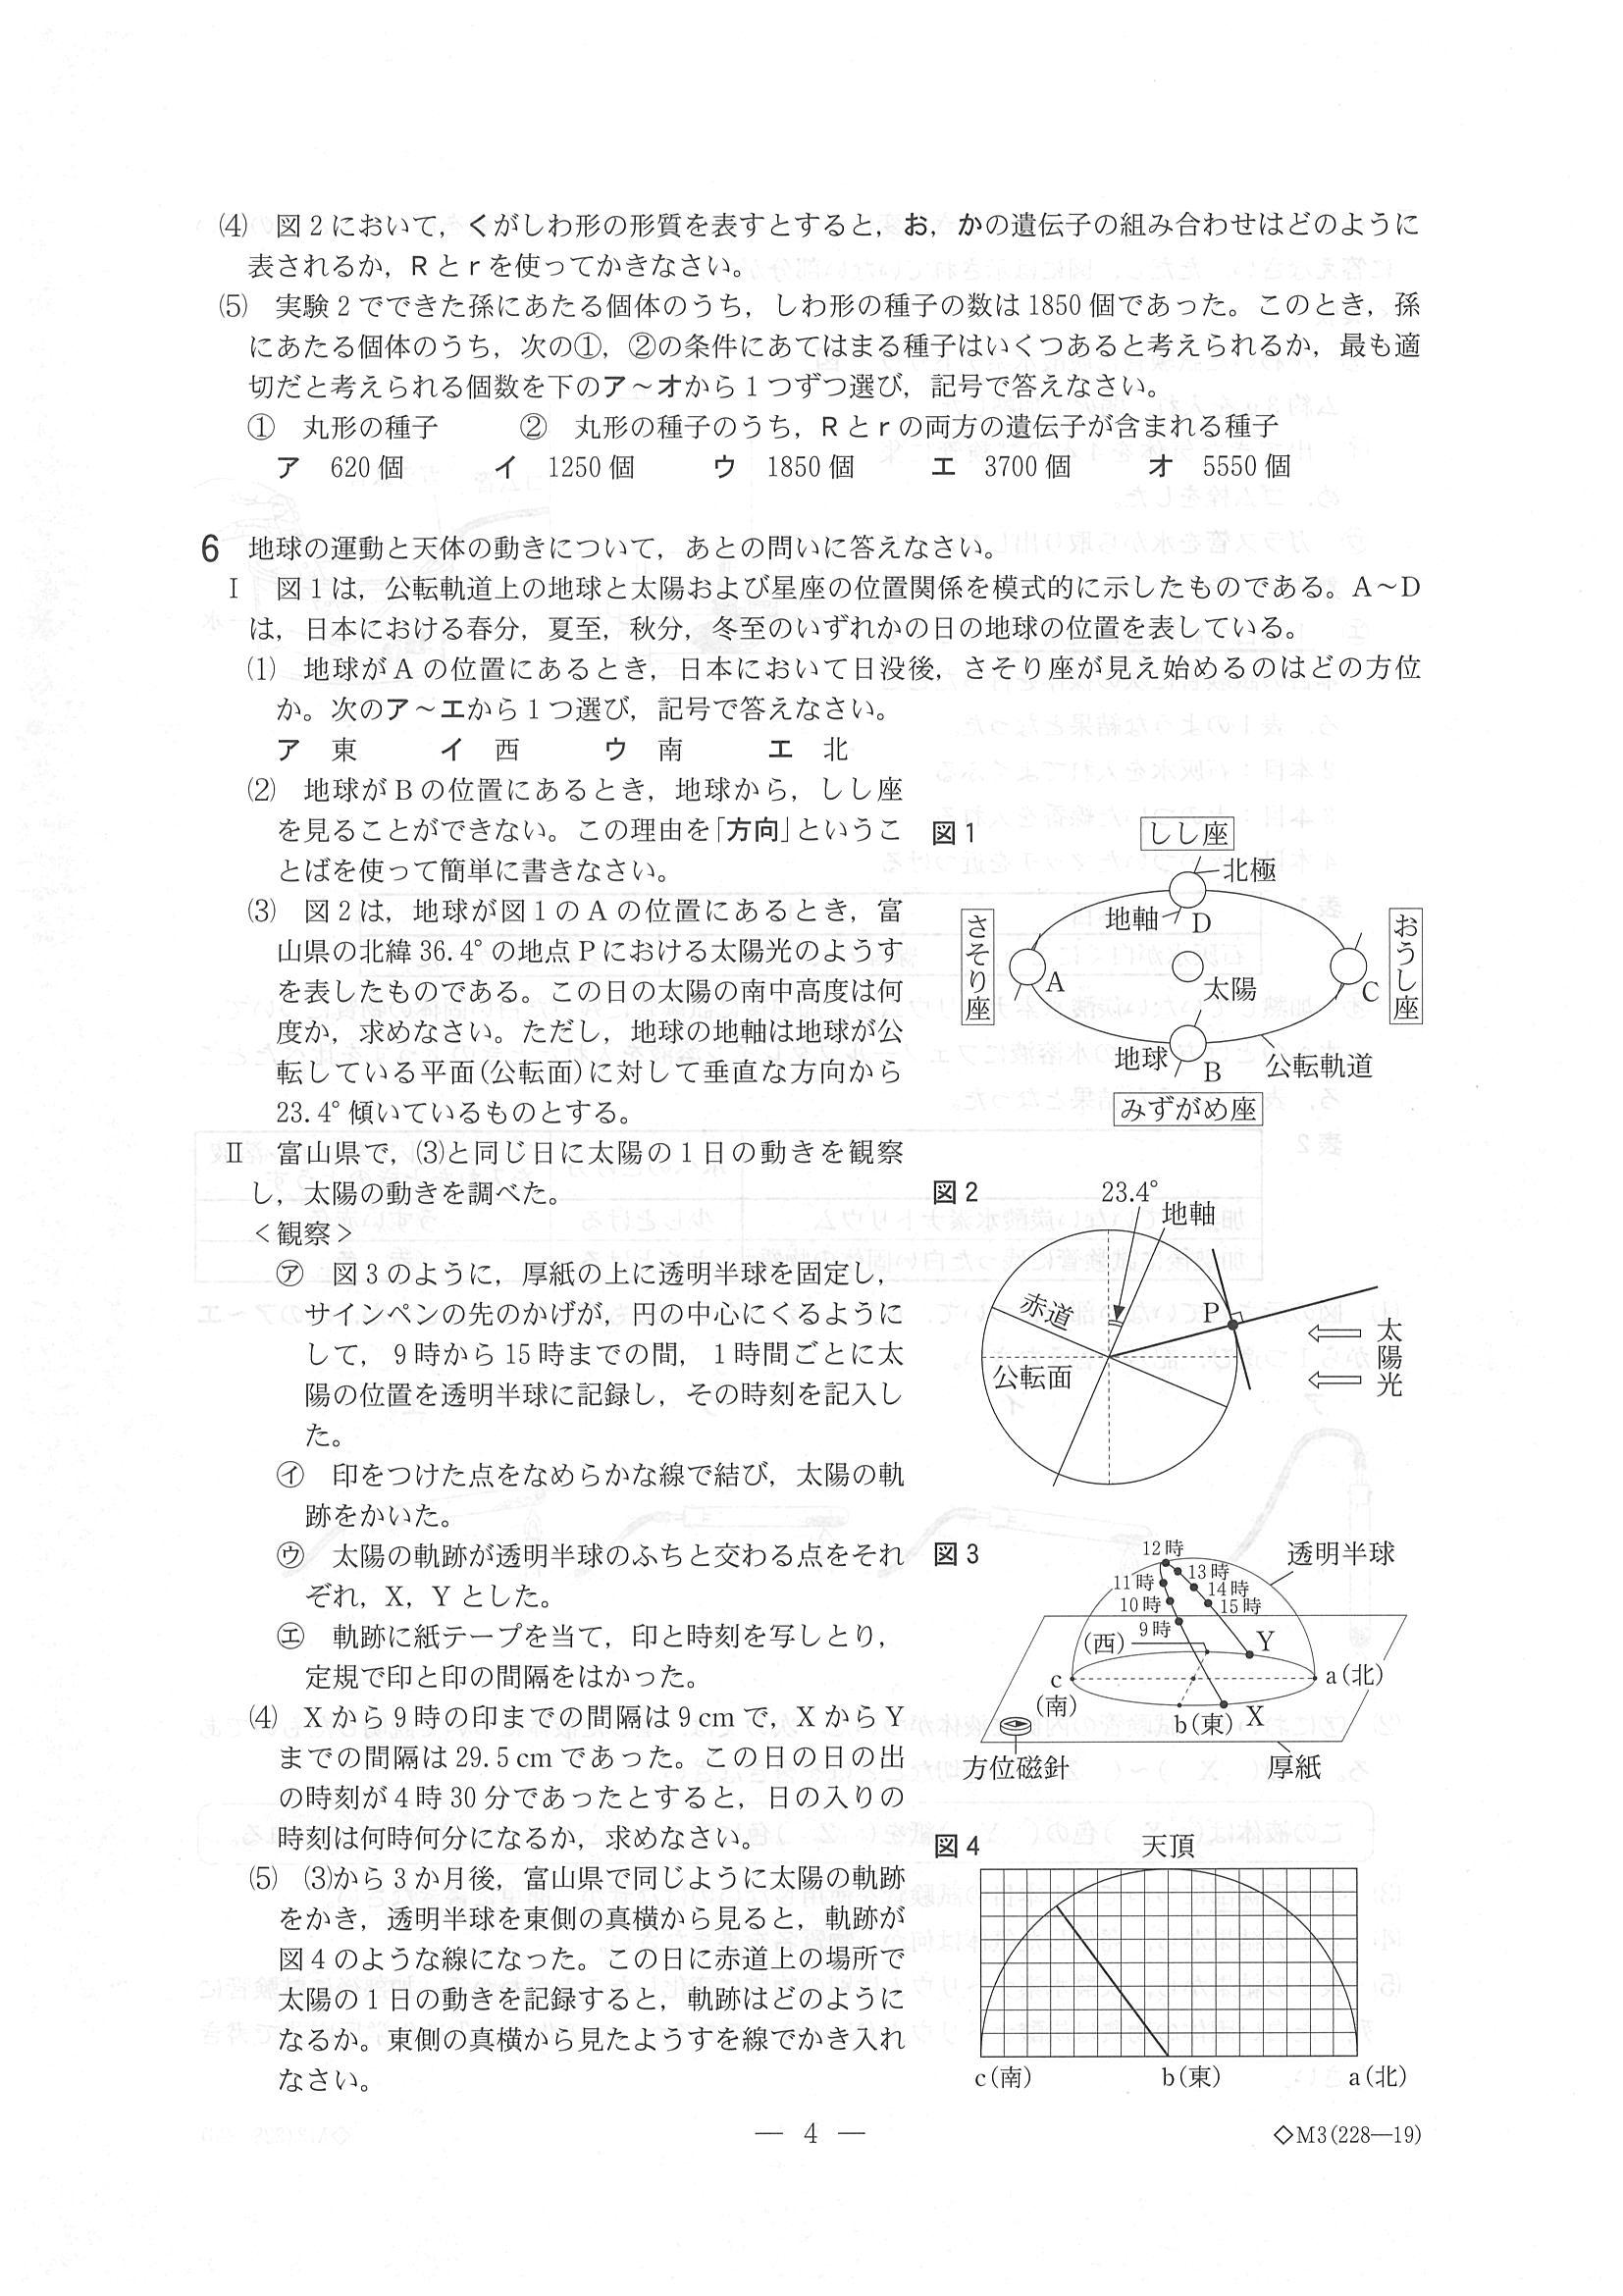 ⑷　図2において，くがしわ形の形質を表すとすると，お，かの遺伝子の組み合わせはどのように
表されるか，Rとrを使ってかきなさい。
⑸　実験2でできた孫にあたる個体のうち，しわ形の種子の数は1850個であった。このとき，孫
にあたる個体のうち，次の①，②の条件にあてはまる種子はいくつあると考えられるか，最も適
切だと考えられる個数を下のア～オから1つずつ選び，記号で答えなさい。
①　丸形の種子　　　②　丸形の種子のうち，Rとrの両方の遺伝子が含まれる種子
ア　620個　　　イ　1250個　　　ウ　1850個　　　エ　3700個　　　オ　5550個
6　地球の運動と天体の動きについて，あとの問いに答えなさい。
Ⅰ　図1は，公転軌道上の地球と太陽および星座の位置関係を模式的に示したものである。A～D
は，日本における春分，夏至，秋分，冬至のいずれかの日の地球の位置を表している。
⑴　地球がAの位置にあるとき，日本において日没後，さそり座が見え始めるのはどの方位
か。次のア～エから1つ選び，記号で答えなさい。
ア　東　　　イ　西　　　ウ　南　　　エ　北
⑵　地球がBの位置にあるとき，地球から，しし座
を見ることができない。この理由を「方向」というこ
とばを使って簡単に書きなさい。
⑶　図2は，地球が図1のAの位置にあるとき，富
山県の北緯36.4°の地点Pにおける太陽光のようす
を表したものである。この日の太陽の南中高度は何
度か，求めなさい。ただし，地球の地軸は地球が公
転している平面(公転面)に対して垂直な方向から
23.4°傾いているものとする。
図1
しし座
北極
地軸
D
さそり座
A
太陽
おうし座
C
地球
B
公転軌道
みずがめ座
Ⅱ　富山県で，⑶と同じ日に太陽の1日の動きを観察
し，太陽の動きを調べた。
＜観察＞
㋐　図3のように，厚紙の上に透明半球を固定し，
サインペンの先のかげが，円の中心にくるように
して，9時から15時までの間，1時間ごとに太
陽の位置を透明半球に記録し，その時刻を記入し
た。
㋑　印をつけた点をなめらかな線で結び，太陽の軌
跡をかいた。
㋒　太陽の軌跡が透明半球のふちと交わる点をそれ
ぞれ，X，Yとした。
㋓　軌跡に紙テープを当て，印と時刻を写しとり，
定規で印と印の間隔をはかった。
図2
23.4°
地軸
赤道
P
公転面
太陽光
図3
12時
透明半球
13時
11時
14時
10時
15時
9時
(西)
Y
c
(南)
a(北)
b(東)
X
方位磁針
厚紙
⑷　Xから9時の印までの間隔は9cmで，XからY
までの間隔は29.5cmであった。この日の日の出
の時刻が4時30分であったとすると，日の入りの
時刻は何時何分になるか，求めなさい。
⑸　⑶から3か月後，富山県で同じように太陽の軌跡
をかき，透明半球を東側の真横から見ると，軌跡が
図4のような線になった。この日に赤道上の場所で
太陽の1日の動きを記録すると，軌跡はどのように
なるか。東側の真横から見たようすを線でかき入れ
なさい。
図4
天頂
c(南)
b(東)
a(北)
― 4 ―
◇M3(228―19)